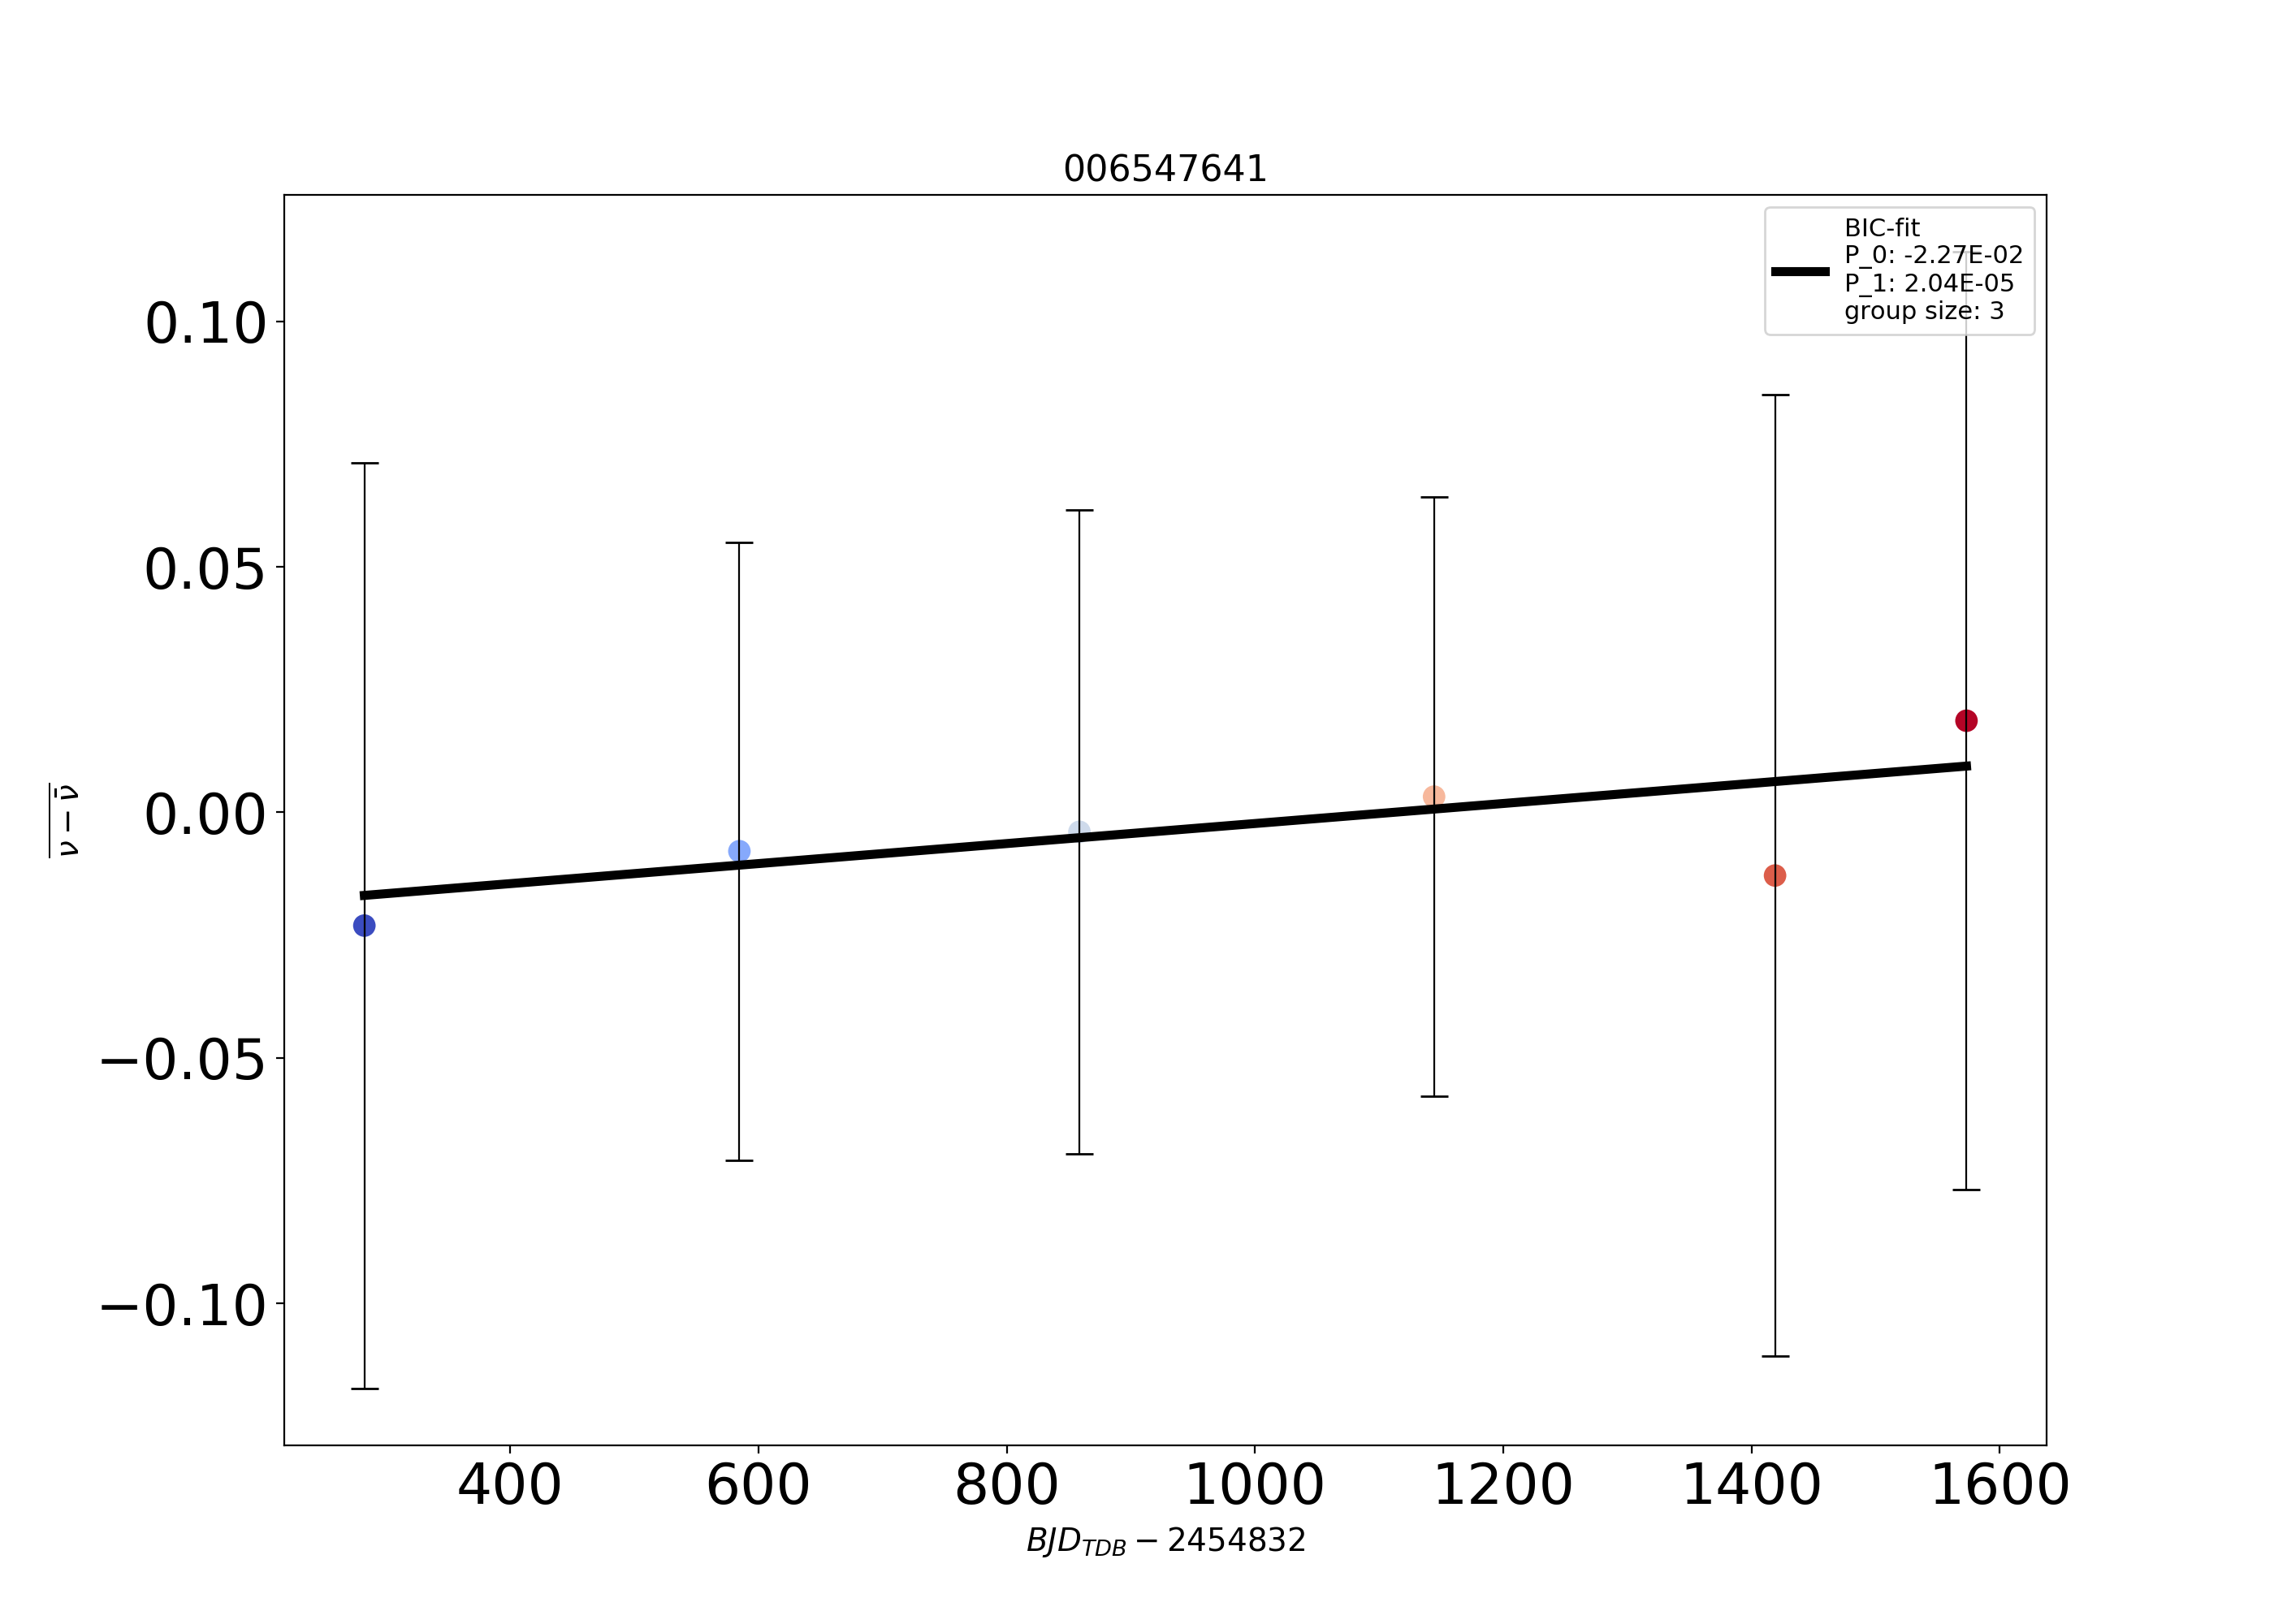 006547641
BIC-fit
P_0: -2.27E-02
P_1: 2.04E-05
group size: 3
0.10
0.05
0.00
−0.05
−0.10
ν − ν̄
400 600 800 1000 1200 1400 1600
BJD_TDB − 2454832